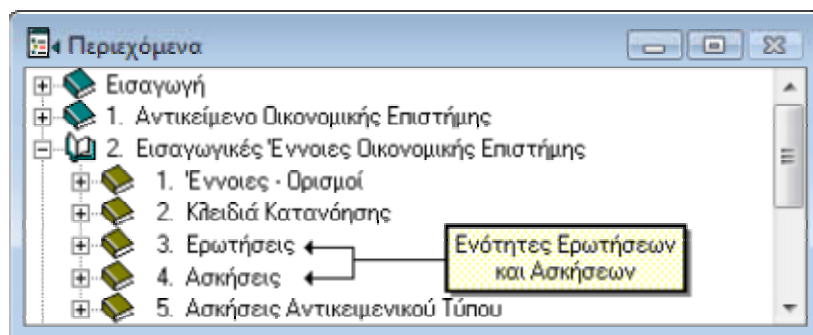 Περιεχόμενα
Εισαγωγή
1. Αντικείμενο Οικονομικής Επιστήμης
2. Εισαγωγικές Έννοιες Οικονομικής Επιστήμης
1. Έννοιες - Ορισμοί
2. Κλειδιά Κατανόησης
3. Ερωτήσεις
4. Ασκήσεις
5. Ασκήσεις Αντικειμενικού Τύπου
Ενότητες Ερωτήσεων
και Ασκήσεων